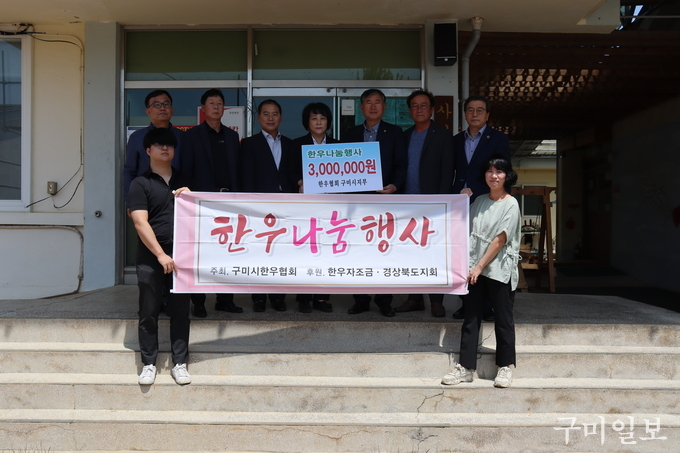 한우나눔행사
3,000,000원
한우협회 구미시지부
한우나눔행사
주최. 구미시한우협회 후원. 한우자조금 · 경상북도지회
구미일보